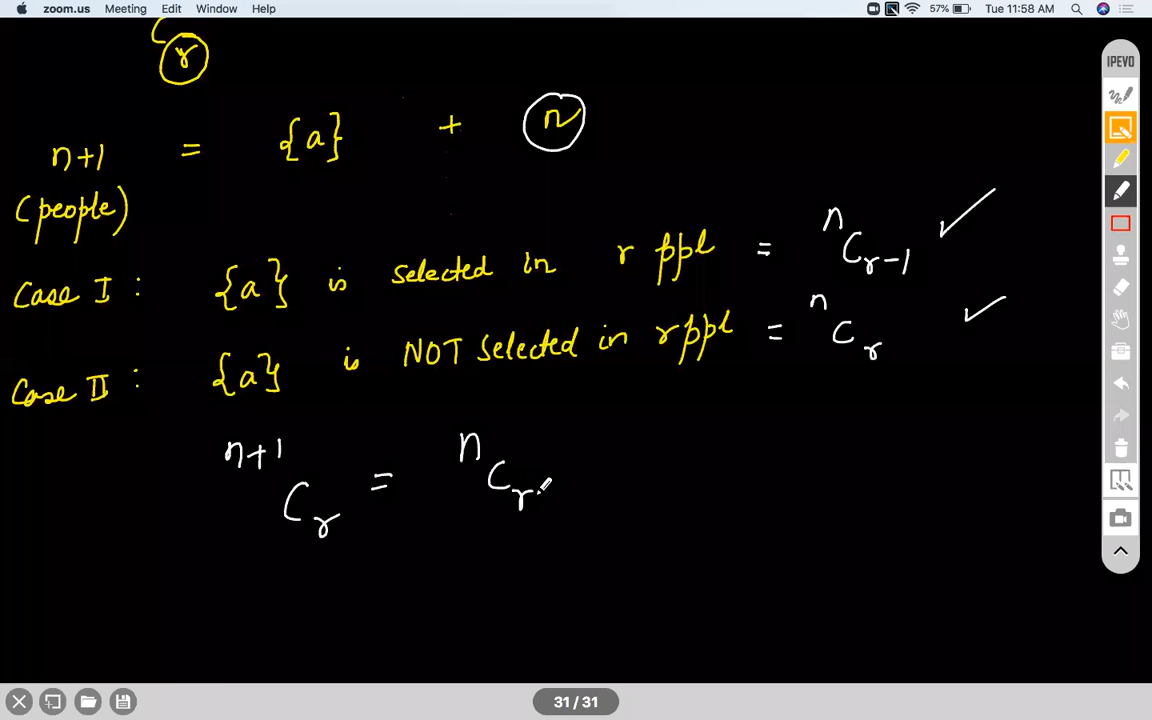 zoom.us Meeting Edit View Window Help 57% Tue 11:58 AM
IPEVO
r
n+1 = {a} + n
(people)
Case I : {a} is selected in r ppl = ⁿCᵣ₋₁ ✓
Case II : {a} is NOT selected in r ppl = ⁿCᵣ ✓
ⁿ⁺¹Cᵣ = ⁿCᵣ
31 / 31